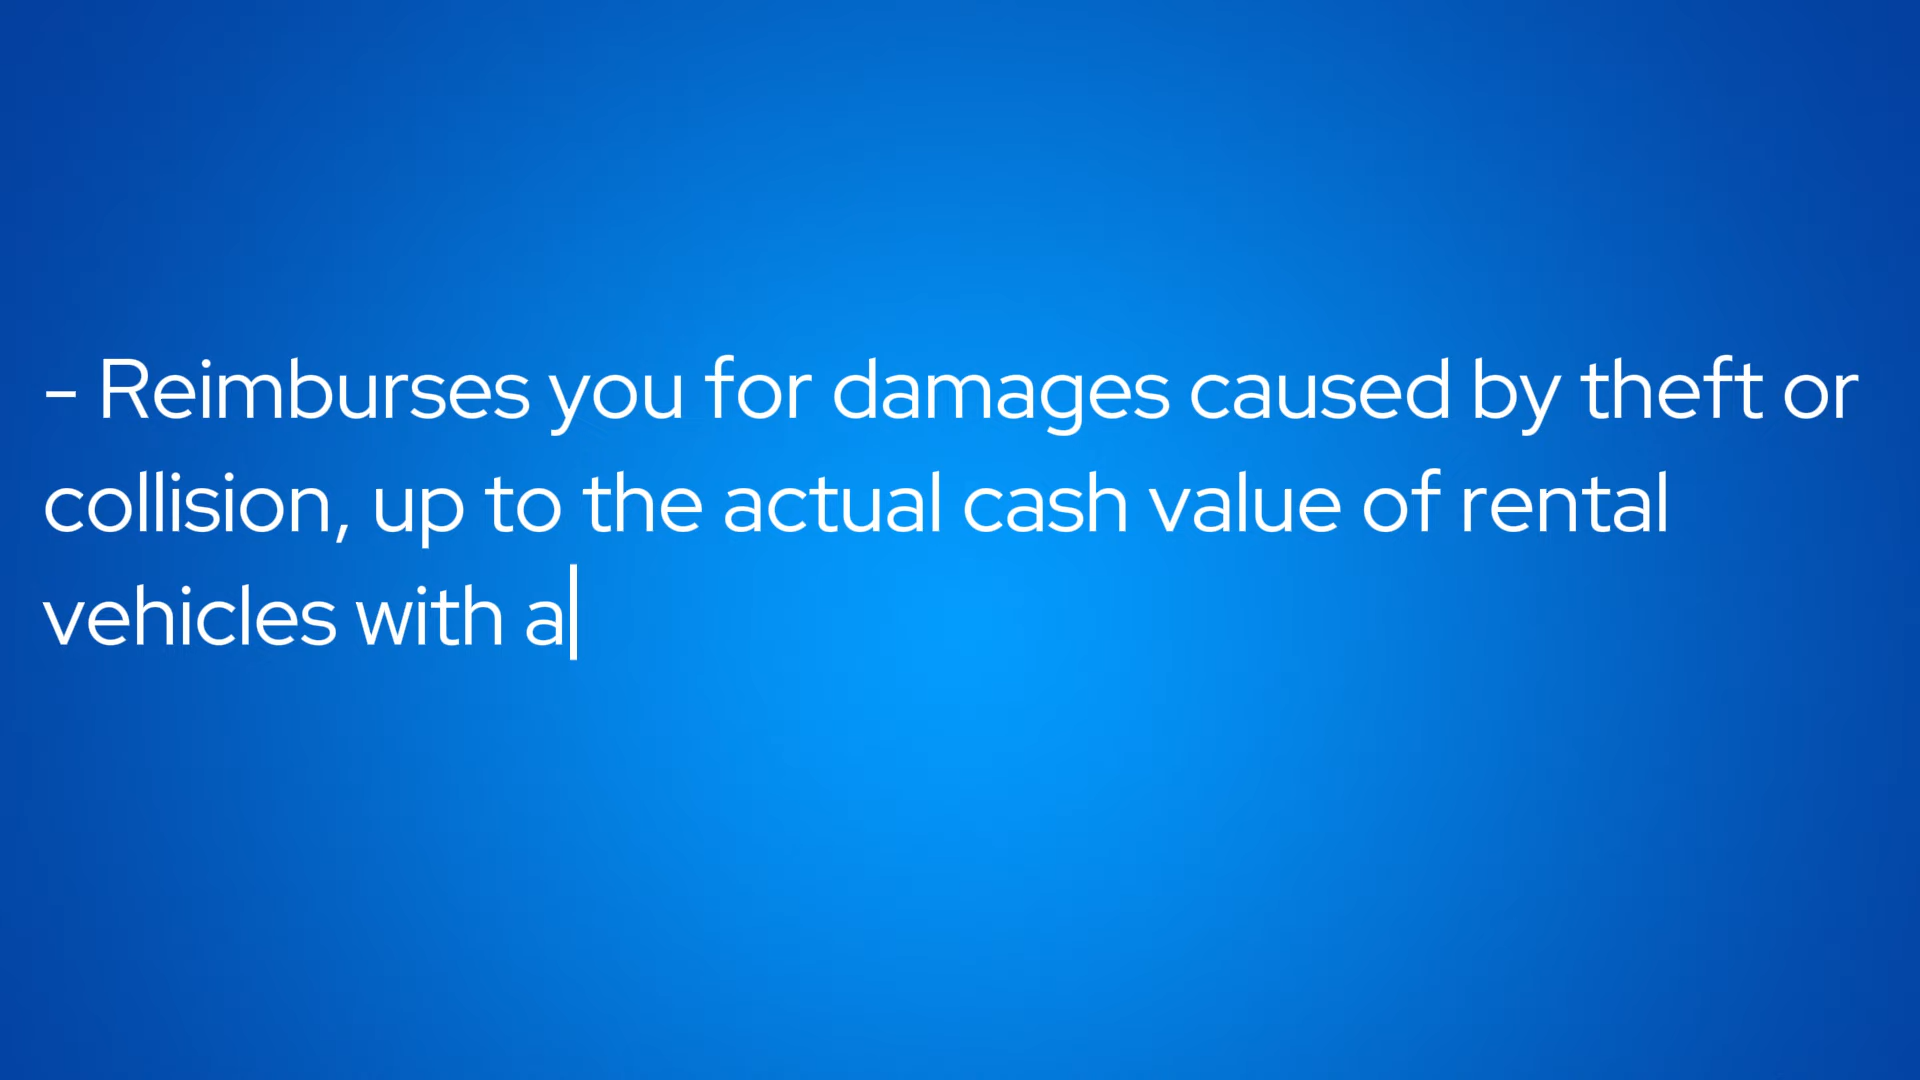 - Reimburses you for damages caused by theft or
collision, up to the actual cash value of rental
vehicles with a